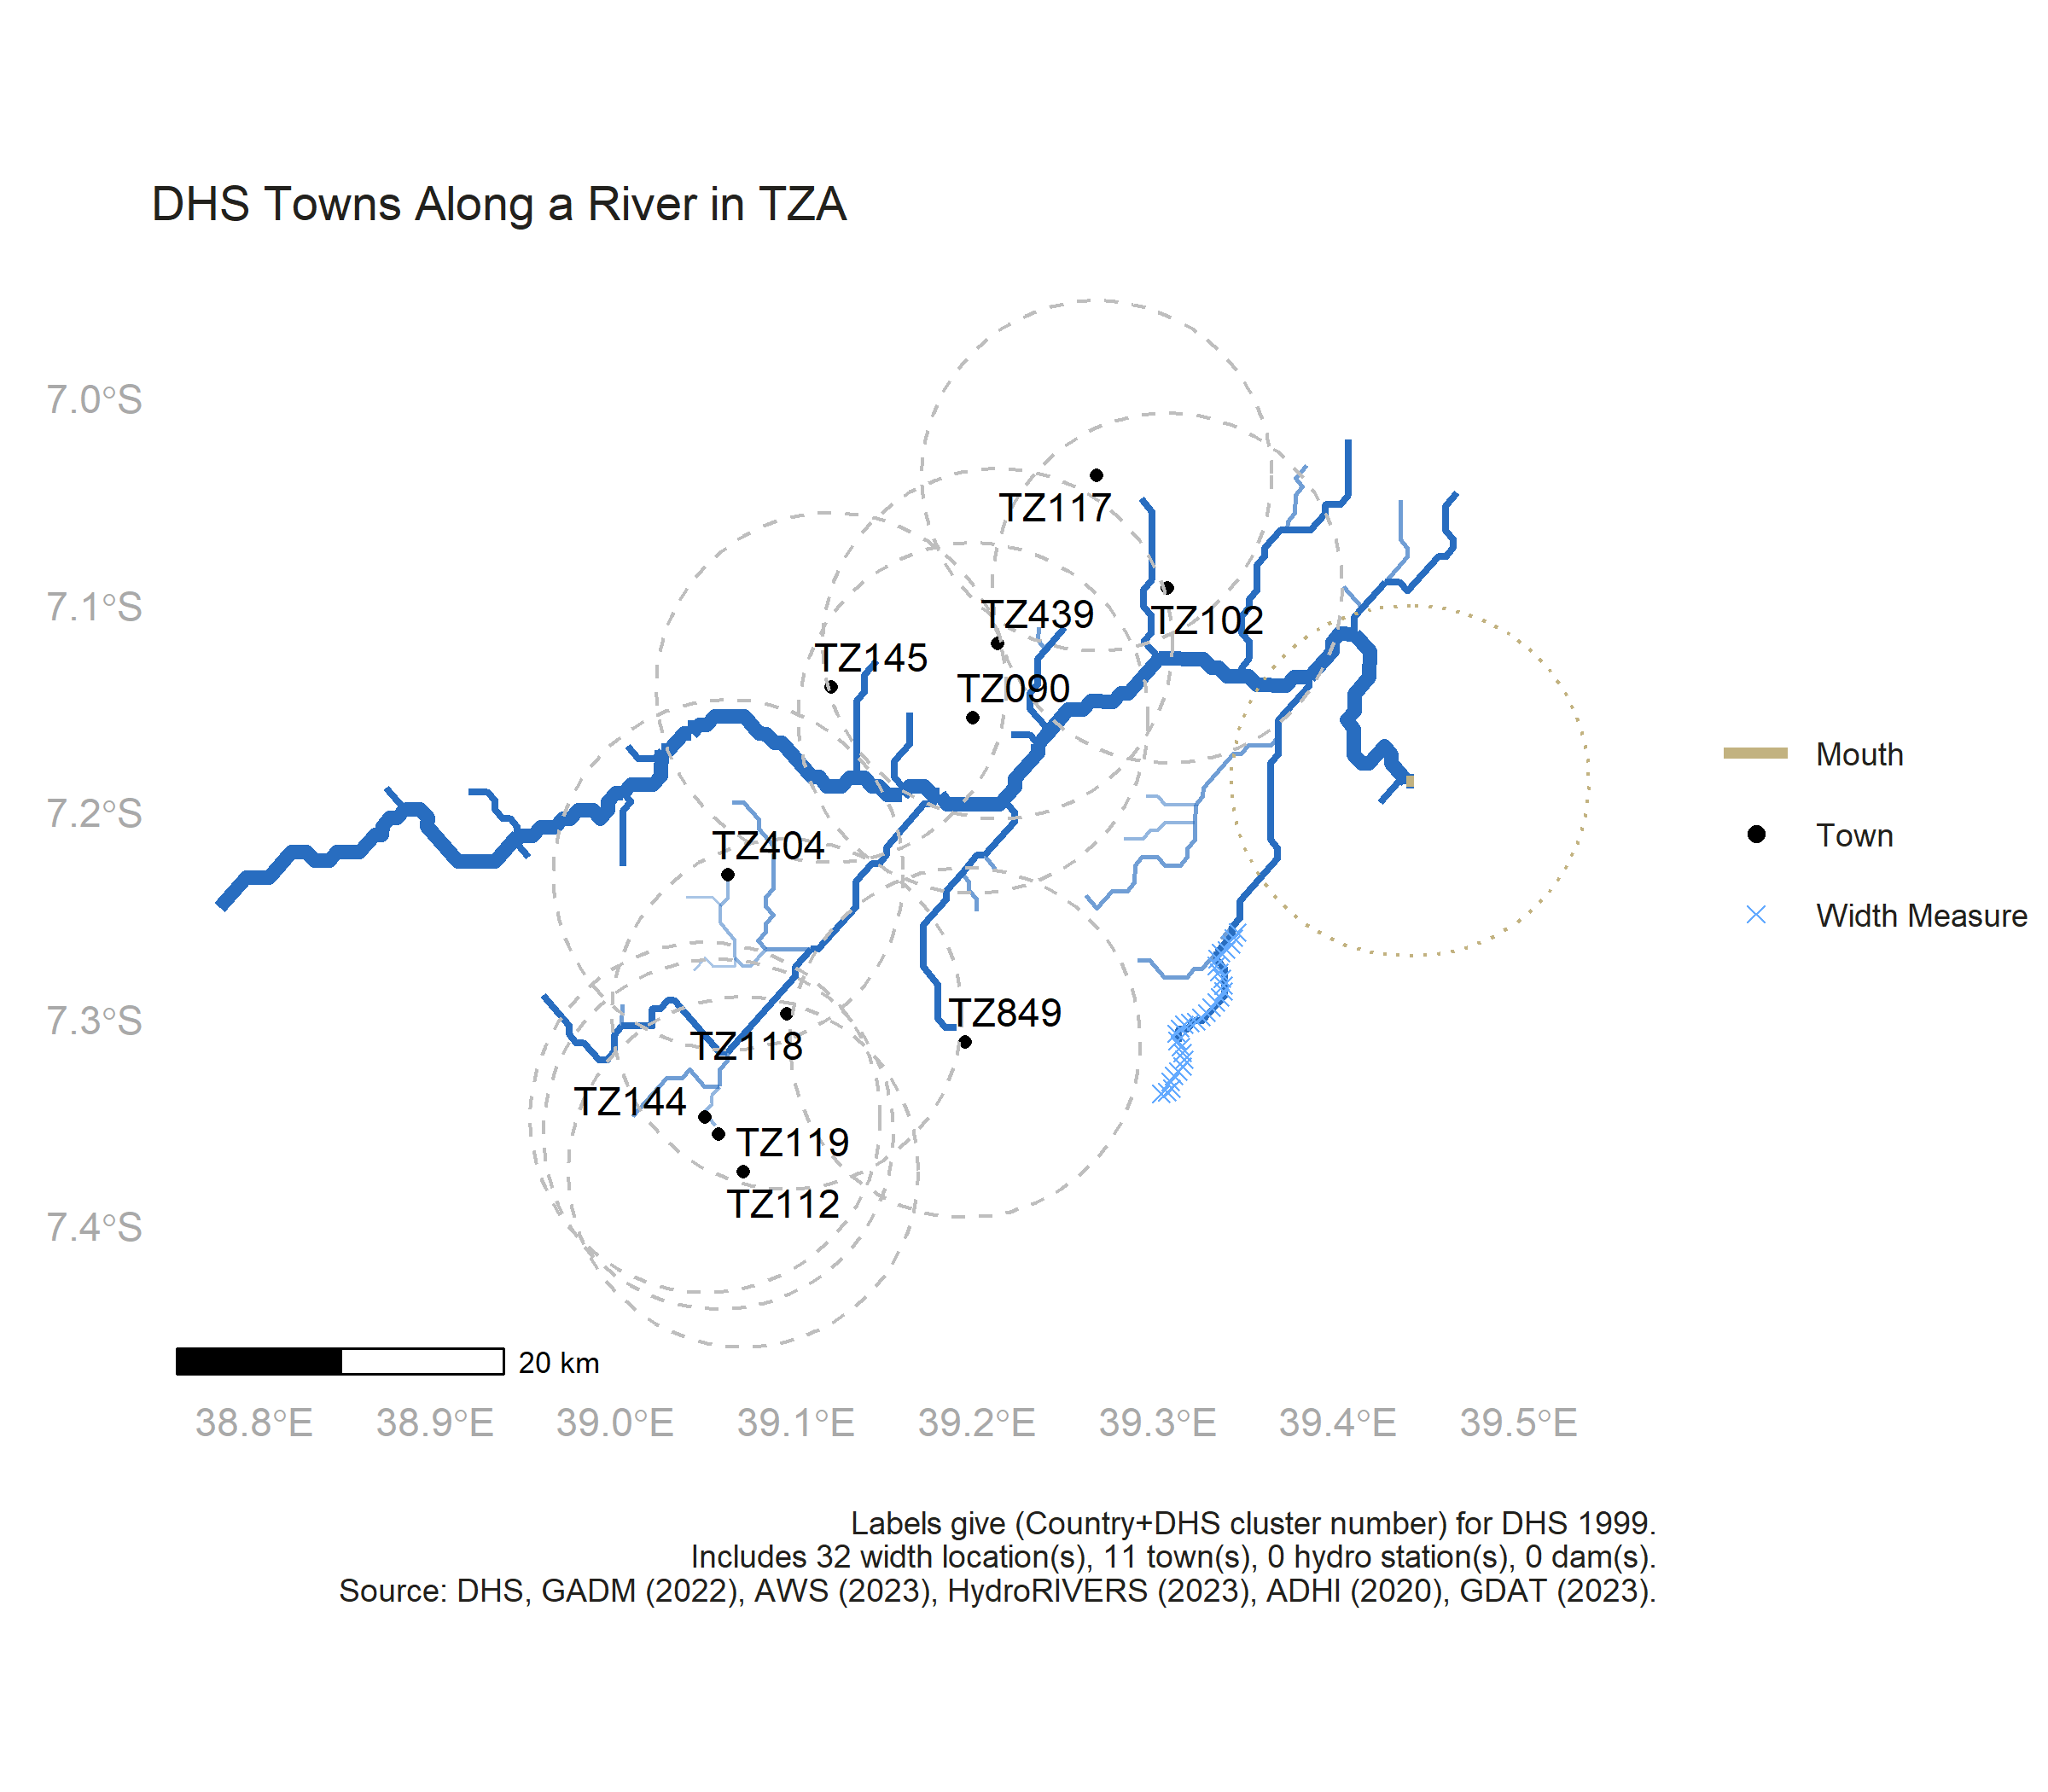 DHS Towns Along a River in TZA
7.0°S
7.1°S
7.2°S
7.3°S
7.4°S
TZ117
TZ439
TZ102
TZ145
TZ090
TZ404
TZ849
TZ118
TZ144
TZ119
TZ112
Mouth
Town
Width Measure
20 km
38.8°E 38.9°E 39.0°E 39.1°E 39.2°E 39.3°E 39.4°E 39.5°E
Labels give (Country+DHS cluster number) for DHS 1999.
Includes 32 width location(s), 11 town(s), 0 hydro station(s), 0 dam(s).
Source: DHS, GADM (2022), AWS (2023), HydroRIVERS (2023), ADHI (2020), GDAT (2023).